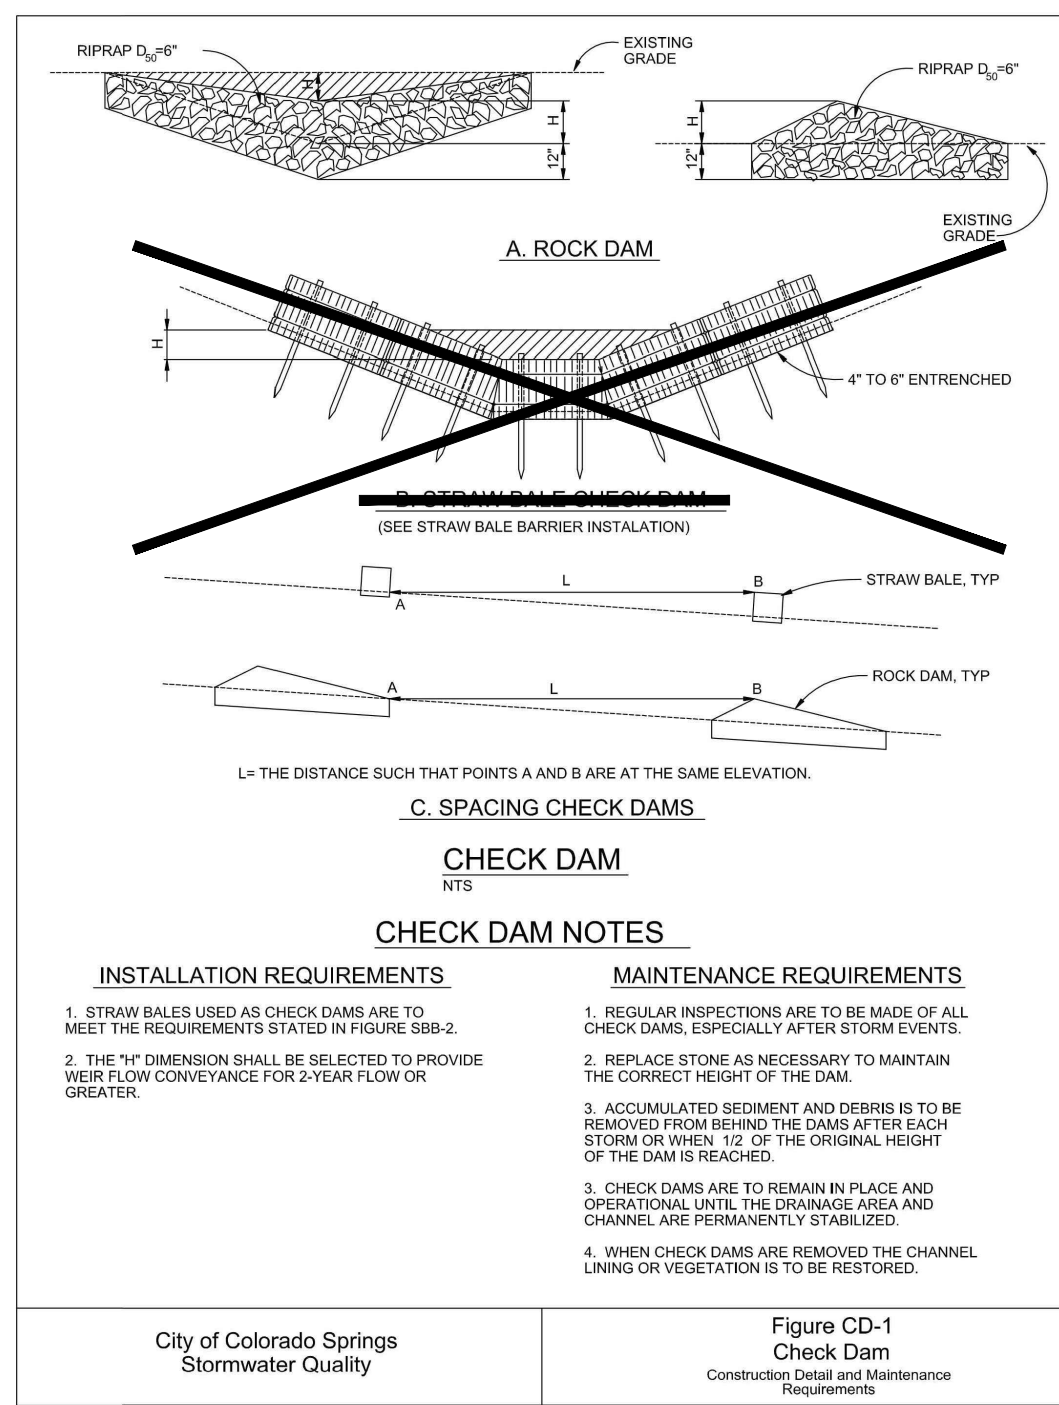 RIPRAP D50=6"
EXISTING
GRADE
RIPRAP D50=6"
H
H
12"
H
12"
EXISTING
GRADE
A. ROCK DAM
H
4" TO 6" ENTRENCHED
B. STRAW BALE CHECK DAM
(SEE STRAW BALE BARRIER INSTALATION)
L
A
B
STRAW BALE, TYP
A
L
B
ROCK DAM, TYP
L= THE DISTANCE SUCH THAT POINTS A AND B ARE AT THE SAME ELEVATION.
C. SPACING CHECK DAMS
CHECK DAM
NTS
CHECK DAM NOTES
INSTALLATION REQUIREMENTS
1. STRAW BALES USED AS CHECK DAMS ARE TO
MEET THE REQUIREMENTS STATED IN FIGURE SBB-2.
2. THE "H" DIMENSION SHALL BE SELECTED TO PROVIDE
WEIR FLOW CONVEYANCE FOR 2-YEAR FLOW OR
GREATER.
MAINTENANCE REQUIREMENTS
1. REGULAR INSPECTIONS ARE TO BE MADE OF ALL
CHECK DAMS, ESPECIALLY AFTER STORM EVENTS.
2. REPLACE STONE AS NECESSARY TO MAINTAIN
THE CORRECT HEIGHT OF THE DAM.
3. ACCUMULATED SEDIMENT AND DEBRIS IS TO BE
REMOVED FROM BEHIND THE DAMS AFTER EACH
STORM OR WHEN 1/2 OF THE ORIGINAL HEIGHT
OF THE DAM IS REACHED.
3. CHECK DAMS ARE TO REMAIN IN PLACE AND
OPERATIONAL UNTIL THE DRAINAGE AREA AND
CHANNEL ARE PERMANENTLY STABILIZED.
4. WHEN CHECK DAMS ARE REMOVED THE CHANNEL
LINING OR VEGETATION IS TO BE RESTORED.
City of Colorado Springs
Stormwater Quality
Figure CD-1
Check Dam
Construction Detail and Maintenance
Requirements